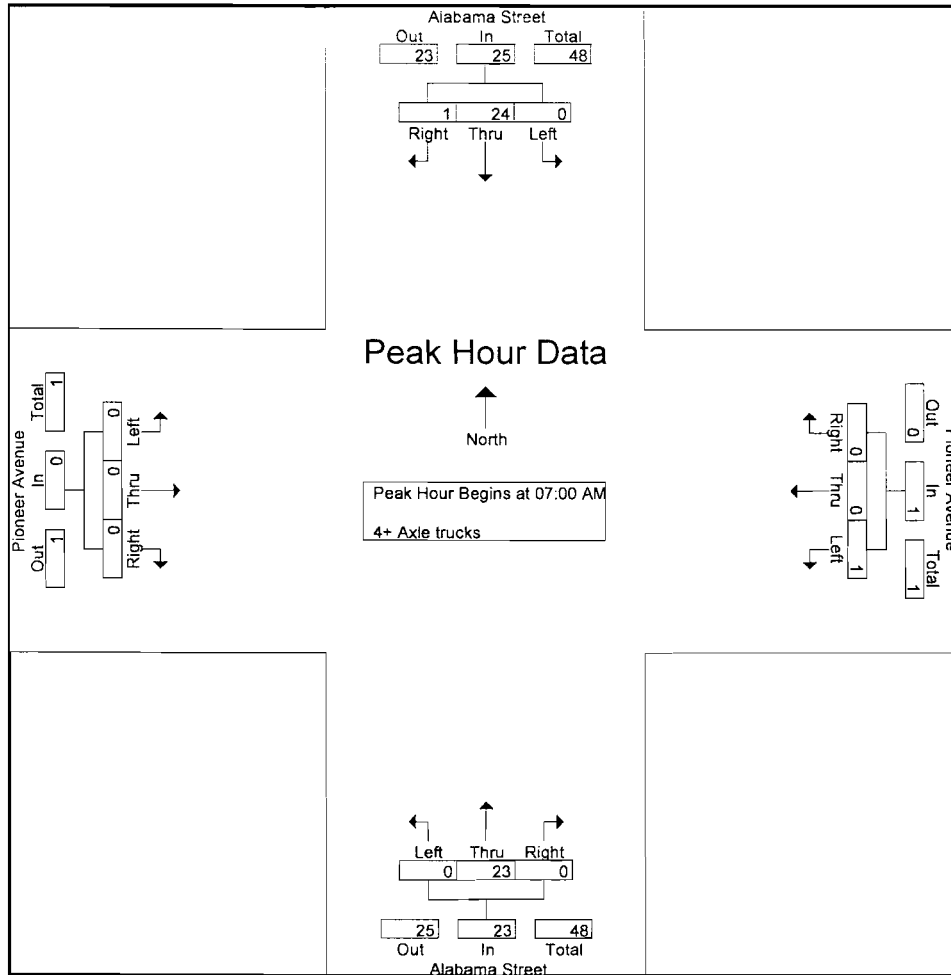 Alabama Street
Out In Total
23 25 48
1 24 0
Right Thru Left
Peak Hour Data
North
Peak Hour Begins at 07:00 AM
4+ Axle trucks
Pioneer Avenue
Out In Total
1 0 1
Left Thru Right
0 0 0
Pioneer Avenue
Out In Total
0 1 1
Right Thru Left
0 0 1
Left Thru Right
0 23 0
25 23 48
Out In Total
Alabama Street